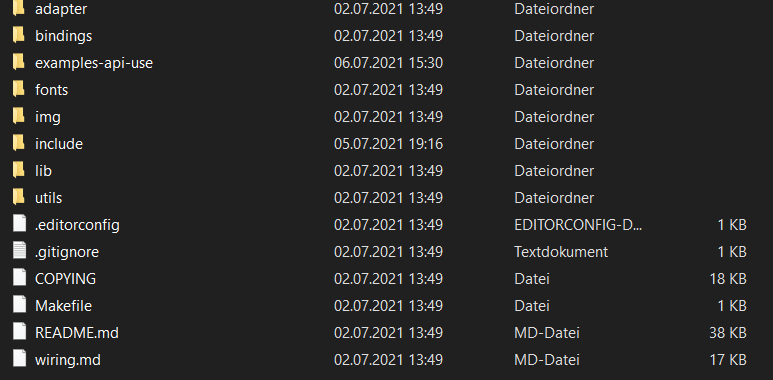 adapter 02.07.2021 13:49 Dateiordner
bindings 02.07.2021 13:49 Dateiordner
examples-api-use 06.07.2021 15:30 Dateiordner
fonts 02.07.2021 13:49 Dateiordner
img 02.07.2021 13:49 Dateiordner
include 05.07.2021 19:16 Dateiordner
lib 02.07.2021 13:49 Dateiordner
utils 02.07.2021 13:49 Dateiordner
.editorconfig 02.07.2021 13:49 EDITORCONFIG-D... 1 KB
.gitignore 02.07.2021 13:49 Textdokument 1 KB
COPYING 02.07.2021 13:49 Datei 18 KB
Makefile 02.07.2021 13:49 Datei 1 KB
README.md 02.07.2021 13:49 MD-Datei 38 KB
wiring.md 02.07.2021 13:49 MD-Datei 17 KB